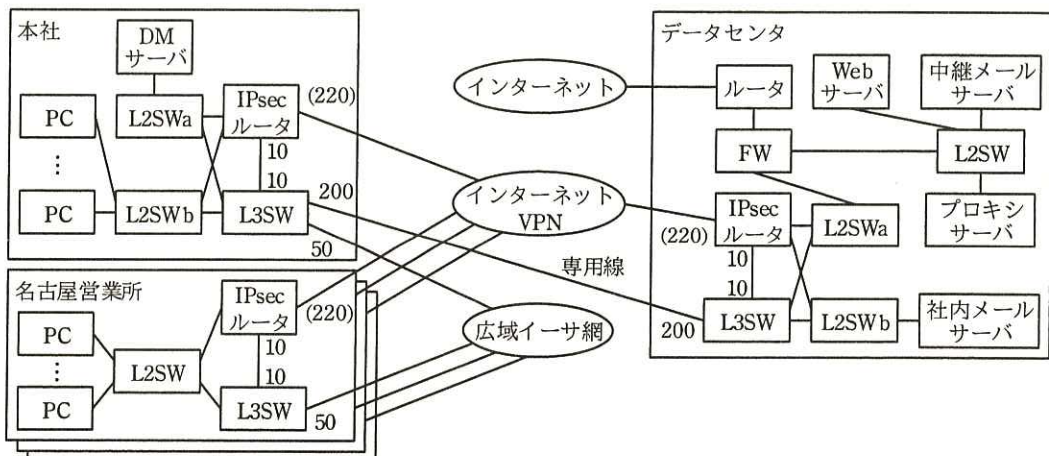 本社
DM
サーバ
PC
L2SWa
IPsec
ルータ
(220)
⋮
10
10
PC
L2SWb
L3SW
200
50
名古屋営業所
IPsec
ルータ
(220)
PC
⋮
L2SW
10
10
PC
L3SW
50
インターネット
インターネット
VPN
専用線
広域イーサ網
データセンタ
ルータ
Web
サーバ
中継メール
サーバ
FW
L2SW
プロキシ
サーバ
IPsec
ルータ
(220)
L2SWa
10
10
200
L3SW
L2SWb
社内メール
サーバ